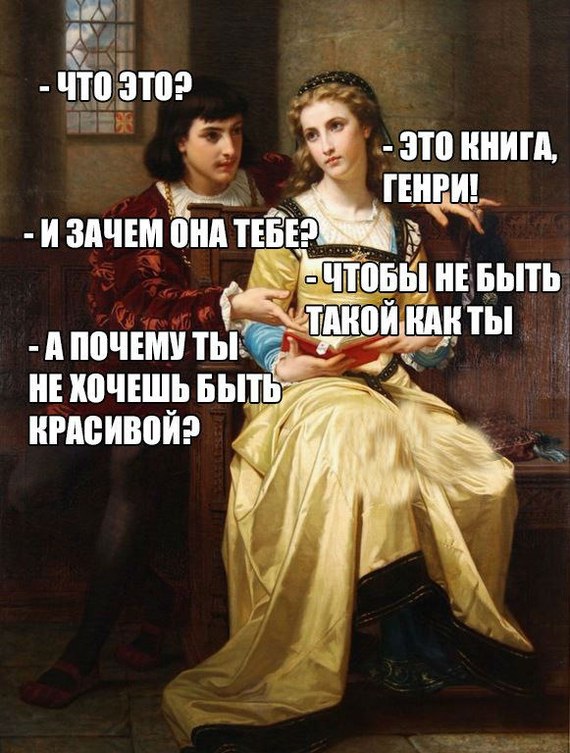 - ЧТО ЭТО?
- ЭТО КНИГА,
ГЕНРИ!
- И ЗАЧЕМ ОНА ТЕБЕ?
- ЧТОБЫ НЕ БЫТЬ
ТАКОЙ КАК ТЫ
- А ПОЧЕМУ ТЫ
НЕ ХОЧЕШЬ БЫТЬ
КРАСИВОЙ?